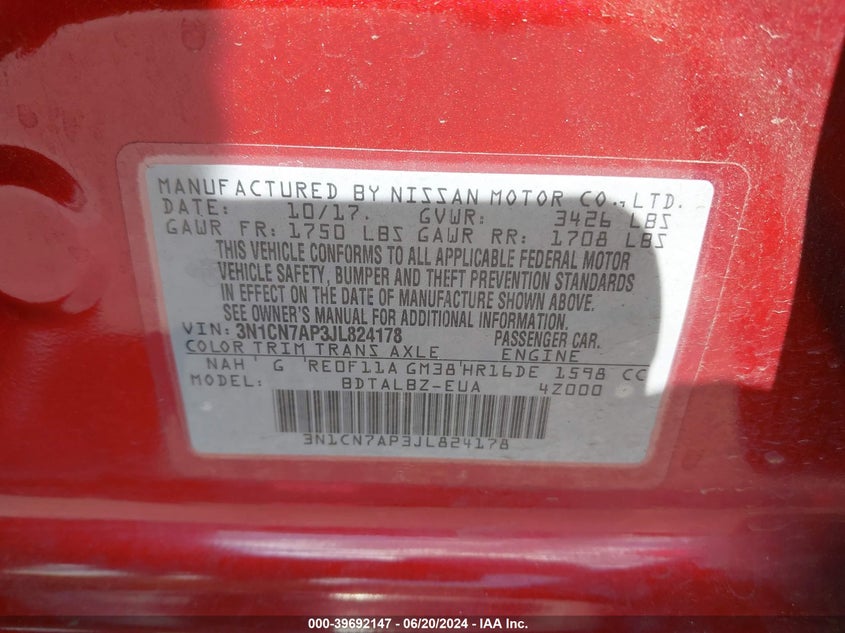 MANUFACTURED BY NISSAN MOTOR CO.,LTD.
DATE: 10/17. GVWR: 3426 LBS
GAWR FR: 1750 LBS GAWR RR: 1708 LBS
THIS VEHICLE CONFORMS TO ALL APPLICABLE FEDERAL MOTOR
VEHICLE SAFETY, BUMPER AND THEFT PREVENTION STANDARDS
IN EFFECT ON THE DATE OF MANUFACTURE SHOWN ABOVE.
SEE OWNER'S MANUAL FOR ADDITIONAL INFORMATION.
VIN: 3N1CN7AP3JL824178 PASSENGER CAR.
COLOR TRIM TRANS AXLE ENGINE
NAH ' G 'RE0F11A GM38'HR16DE 1598 CC
MODEL: BDTALBZ-EUA 4Z000
3N1CN7AP3JL824178
000-39692147 — 06/20/2024 — IAA Inc.